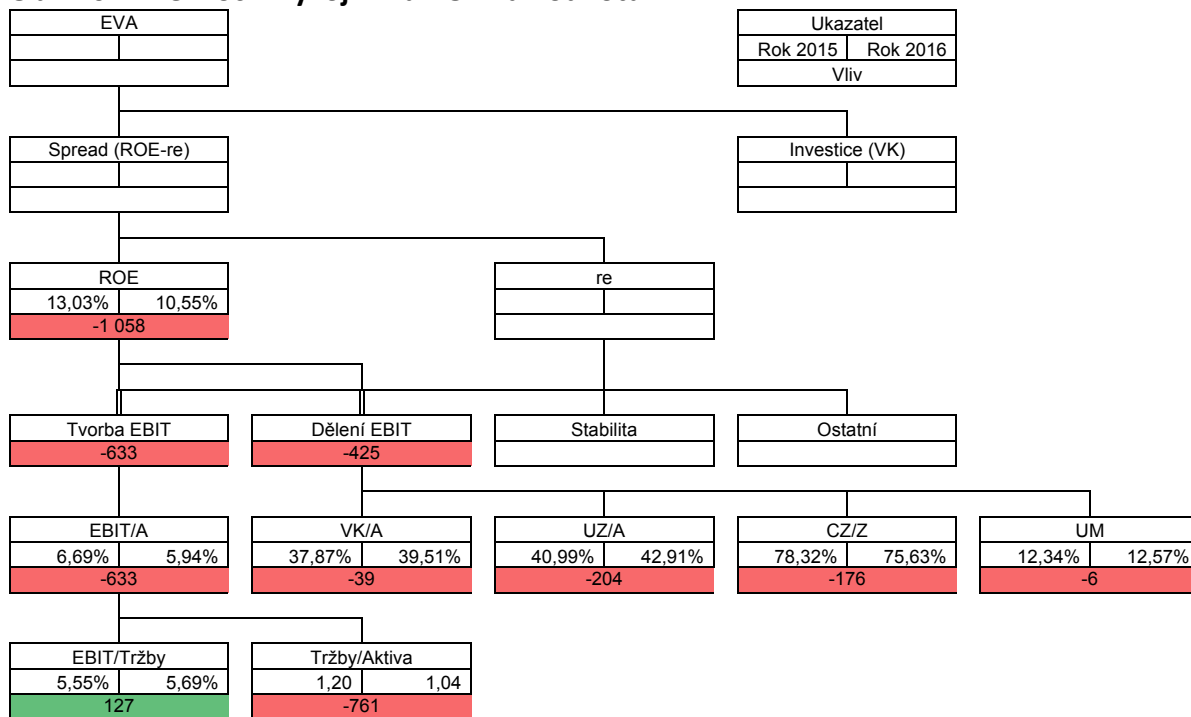 EVA
Ukazatel
Rok 2015 Rok 2016
Vliv
Spread (ROE-re)
Investice (VK)
ROE
re
13,03% 10,55%
-1 058
Tvorba EBIT
Dělení EBIT
Stabilita
Ostatní
-633
-425
EBIT/A
VK/A
UZ/A
CZ/Z
UM
6,69% 5,94%
37,87% 39,51%
40,99% 42,91%
78,32% 75,63%
12,34% 12,57%
-633
-39
-204
-176
-6
EBIT/Tržby
Tržby/Aktiva
5,55% 5,69%
1,20 1,04
127
-761